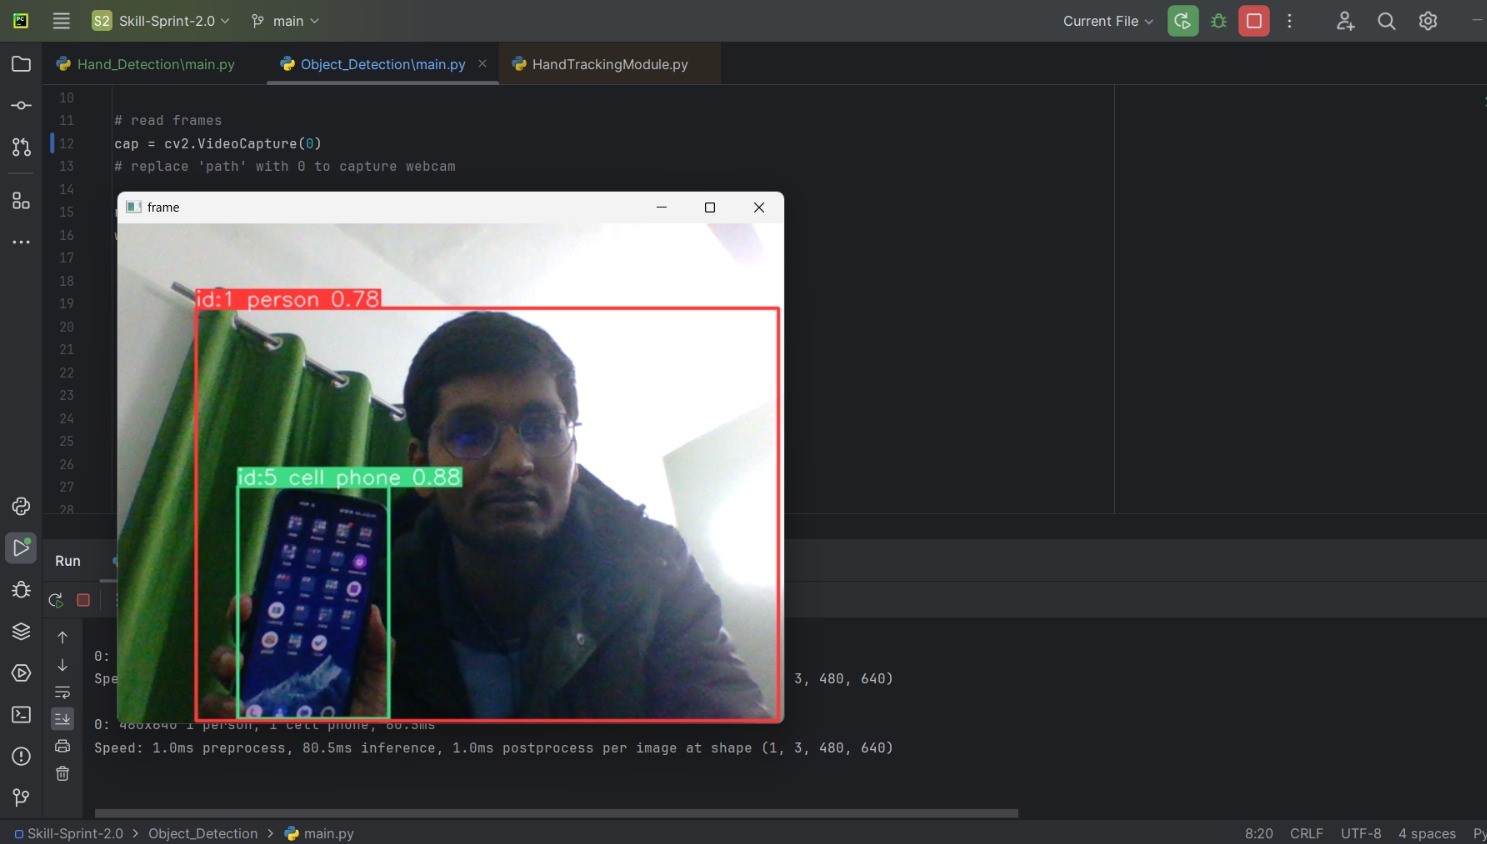 PC
S2 Skill-Sprint-2.0 main Current File
Hand_Detection\main.py Object_Detection\main.py HandTrackingModule.py
10
11 # read frames
12 cap = cv2.VideoCapture(0)
13 # replace 'path' with 0 to capture webcam
14
15
16
17
18
19
20
21
22
23
24
25
26
27
28
frame
id:1 person 0.78
id:5 cell phone 0.88
Run
0:
Spe 3, 480, 640)
0: 480x640 1 person, 1 cell phone, 80.5ms
Speed: 1.0ms preprocess, 80.5ms inference, 1.0ms postprocess per image at shape (1, 3, 480, 640)
Skill-Sprint-2.0 > Object_Detection > main.py 8:20 CRLF UTF-8 4 spaces Py